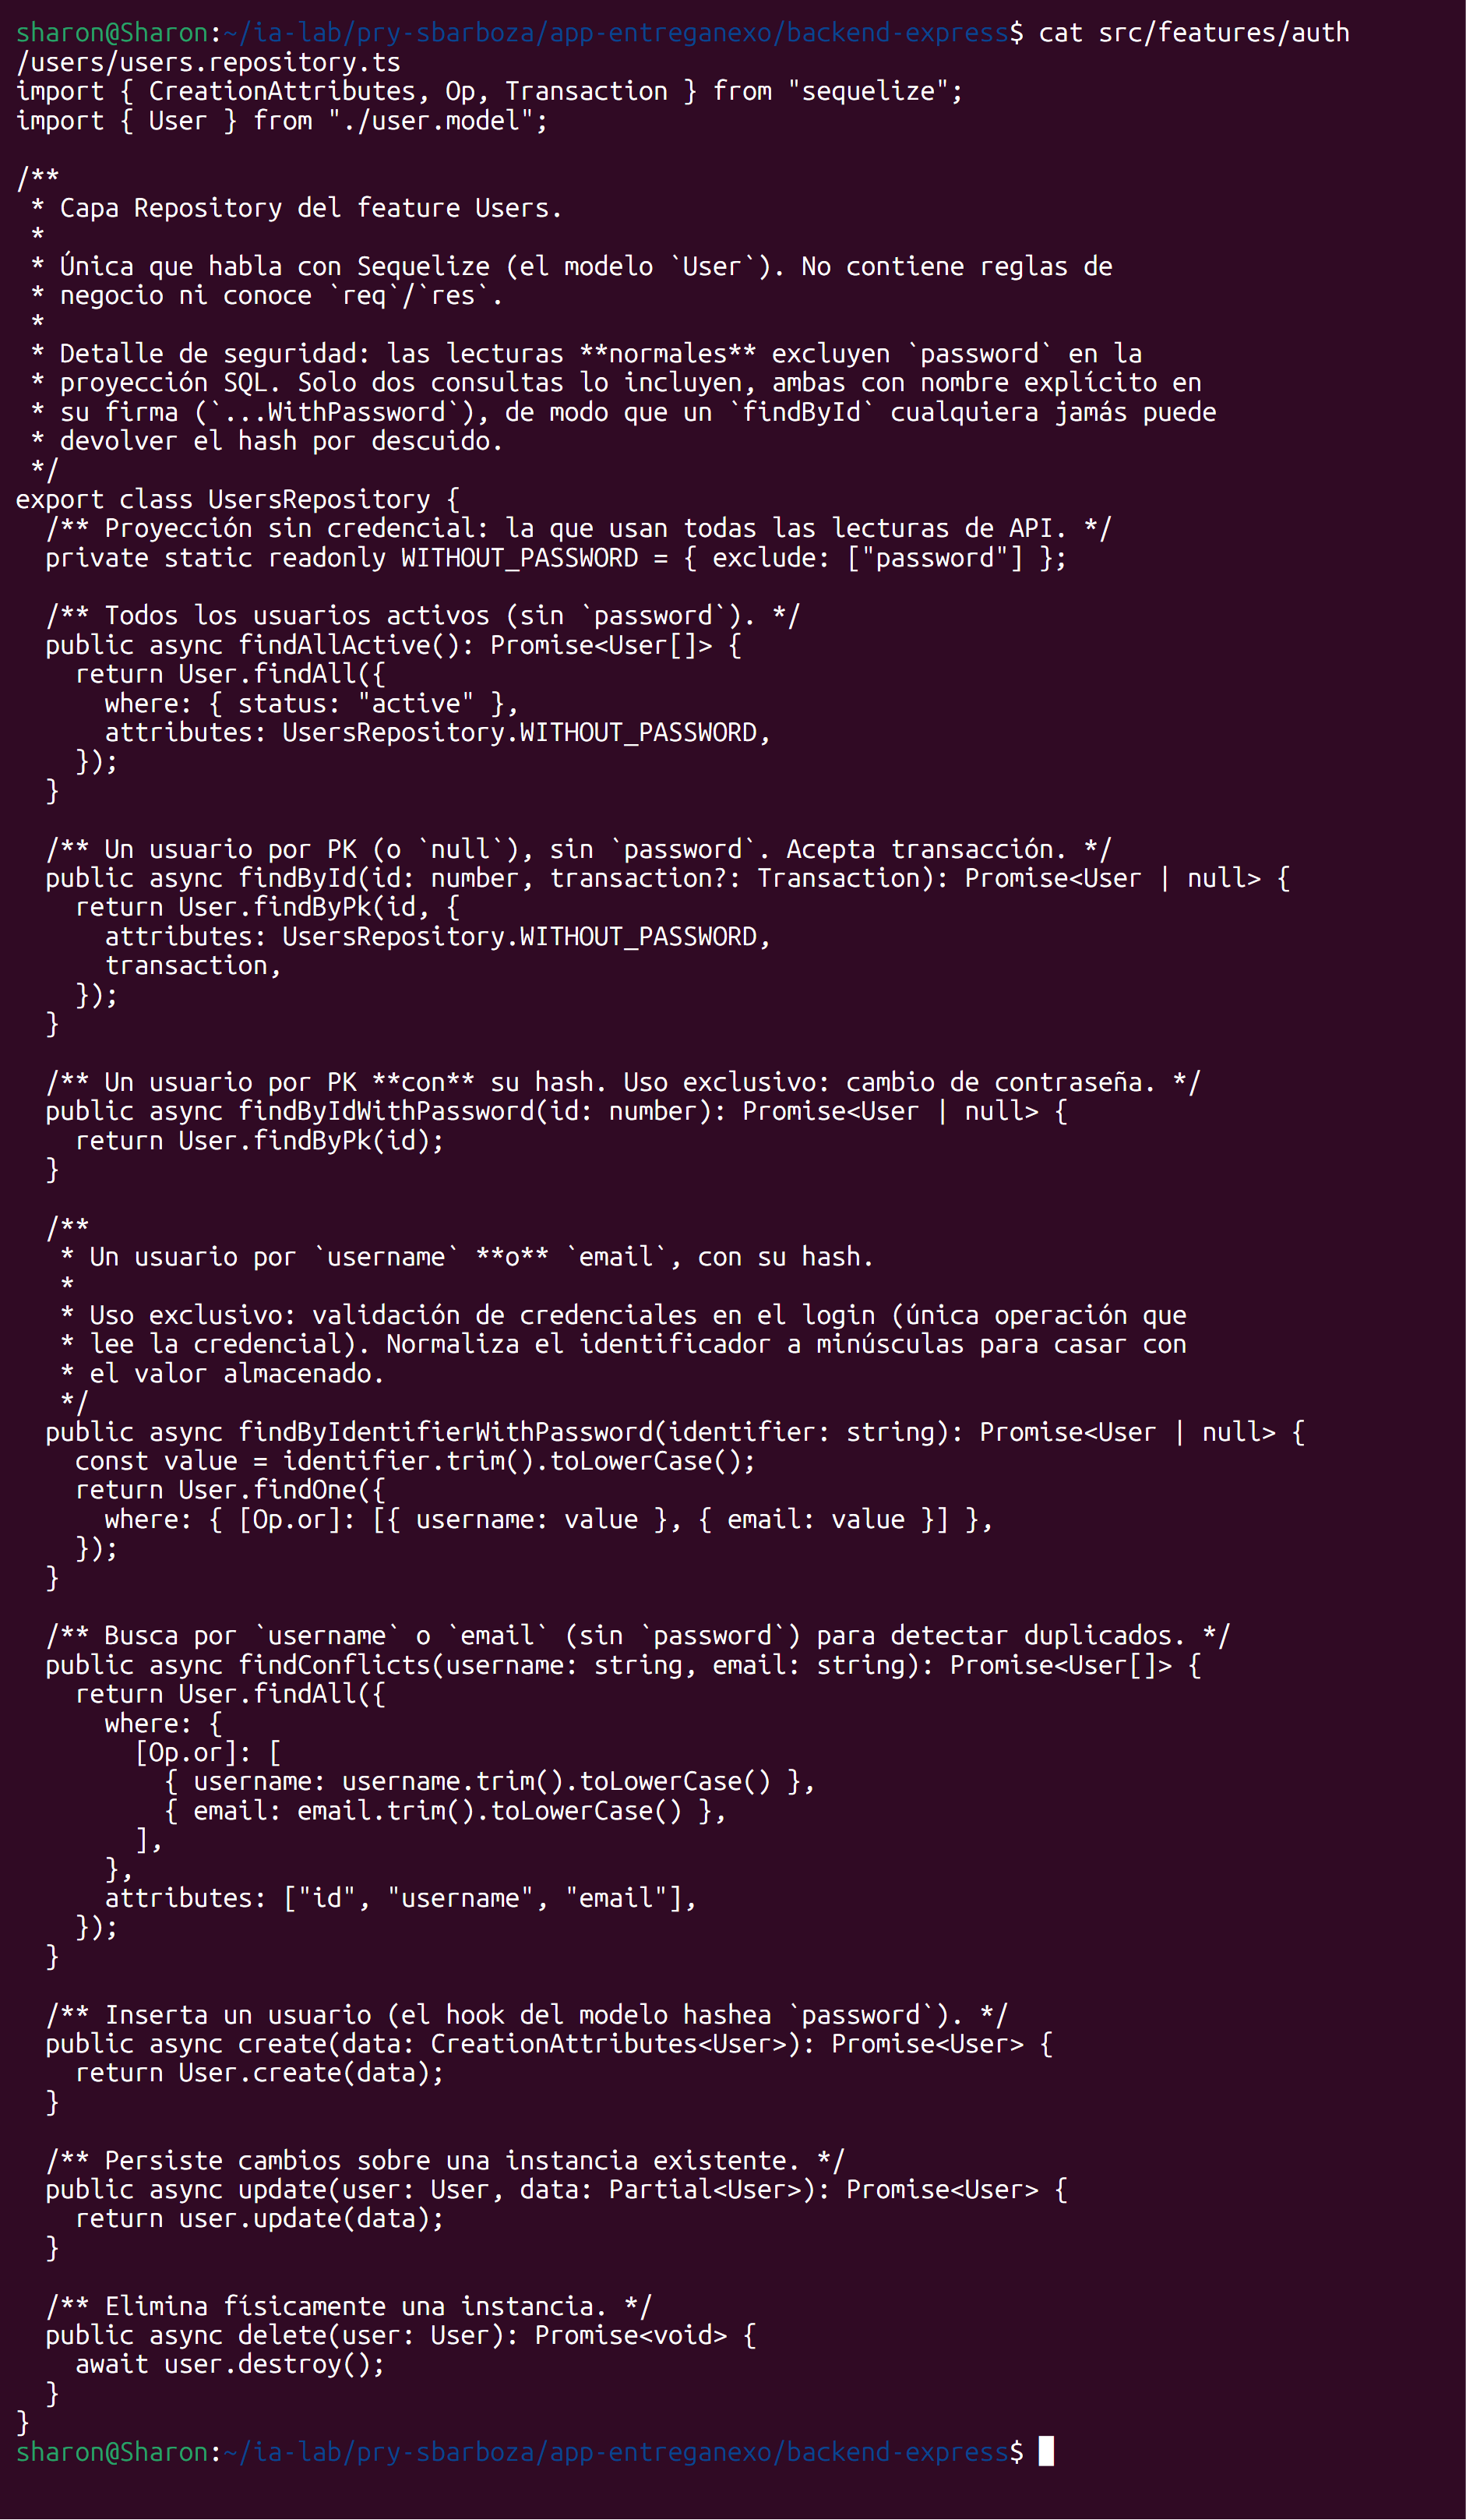 sharon@Sharon:~/ia-lab/pry-sbarboza/app-entreganexo/backend-express$ cat src/features/auth
/users/users.repository.ts
import { CreationAttributes, Op, Transaction } from "sequelize";
import { User } from "./user.model";

/**
 * Capa Repository del feature Users.
 *
 * Única que habla con Sequelize (el modelo `User`). No contiene reglas de
 * negocio ni conoce `req`/`res`.
 *
 * Detalle de seguridad: las lecturas **normales** excluyen `password` en la
 * proyección SQL. Solo dos consultas lo incluyen, ambas con nombre explícito en
 * su firma (`...WithPassword`), de modo que un `findById` cualquiera jamás puede
 * devolver el hash por descuido.
 */
export class UsersRepository {
  /** Proyección sin credencial: la que usan todas las lecturas de API. */
  private static readonly WITHOUT_PASSWORD = { exclude: ["password"] };

  /** Todos los usuarios activos (sin `password`). */
  public async findAllActive(): Promise<User[]> {
    return User.findAll({
      where: { status: "active" },
      attributes: UsersRepository.WITHOUT_PASSWORD,
    });
  }

  /** Un usuario por PK (o `null`), sin `password`. Acepta transacción. */
  public async findById(id: number, transaction?: Transaction): Promise<User | null> {
    return User.findByPk(id, {
      attributes: UsersRepository.WITHOUT_PASSWORD,
      transaction,
    });
  }

  /** Un usuario por PK **con** su hash. Uso exclusivo: cambio de contraseña. */
  public async findByIdWithPassword(id: number): Promise<User | null> {
    return User.findByPk(id);
  }

  /**
   * Un usuario por `username` **o** `email`, con su hash.
   *
   * Uso exclusivo: validación de credenciales en el login (única operación que
   * lee la credencial). Normaliza el identificador a minúsculas para casar con
   * el valor almacenado.
   */
  public async findByIdentifierWithPassword(identifier: string): Promise<User | null> {
    const value = identifier.trim().toLowerCase();
    return User.findOne({
      where: { [Op.or]: [{ username: value }, { email: value }] },
    });
  }

  /** Busca por `username` o `email` (sin `password`) para detectar duplicados. */
  public async findConflicts(username: string, email: string): Promise<User[]> {
    return User.findAll({
      where: {
        [Op.or]: [
          { username: username.trim().toLowerCase() },
          { email: email.trim().toLowerCase() },
        ],
      },
      attributes: ["id", "username", "email"],
    });
  }

  /** Inserta un usuario (el hook del modelo hashea `password`). */
  public async create(data: CreationAttributes<User>): Promise<User> {
    return User.create(data);
  }

  /** Persiste cambios sobre una instancia existente. */
  public async update(user: User, data: Partial<User>): Promise<User> {
    return user.update(data);
  }

  /** Elimina físicamente una instancia. */
  public async delete(user: User): Promise<void> {
    await user.destroy();
  }
}
sharon@Sharon:~/ia-lab/pry-sbarboza/app-entreganexo/backend-express$